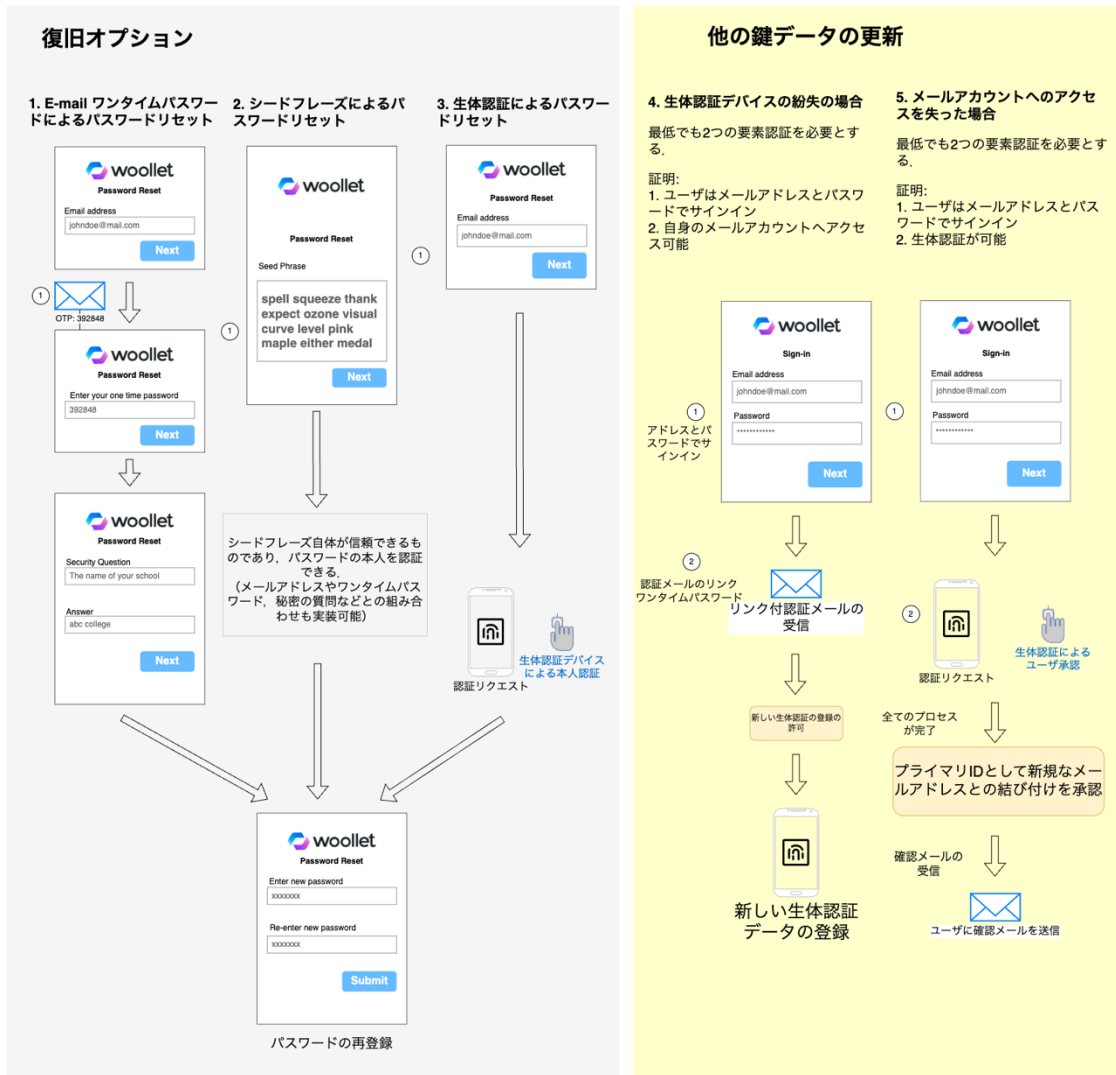 復旧オプション
1. E-mail ワンタイムパスワー
ドによるパスワードリセット
woollet
Password Reset
Email address
johndoe@mail.com
Next
1
OTP: 392848
woollet
Password Reset
Enter your one time password
392848
Next
woollet
Password Reset
Security Question
The name of your school
Answer
abc college
Next
2. シードフレーズによるパ
スワードリセット
woollet
Password Reset
Seed Phrase
1
spell squeeze thank
expect ozone visual
curve level pink
maple either medal
Next
シードフレーズ自体が信頼できるも
のであり，パスワードの本人を認証
できる．
（メールアドレスやワンタイムパス
ワード，秘密の質問などとの組み合
わせも実装可能）
3. 生体認証によるパスワー
ドリセット
woollet
Password Reset
Email address
johndoe@mail.com
1
Next
生体認証デバイス
による本人認証
認証リクエスト
woollet
Password Reset
Enter new password
xxxxxxx
Re-enter new password
xxxxxxx
Submit
パスワードの再登録
他の鍵データの更新
4. 生体認証デバイスの紛失の場合
最低でも2つの要素認証を必要とす
る．
証明:
1. ユーザはメールアドレスとパス
ワードでサインイン
2. 自身のメールアカウントへアクセ
ス可能
woollet
Sign-in
Email address
johndoe@mail.com
1
Password
************
アドレスとパ
スワードでサ
インイン
Next
2
認証メールのリンク
ワンタイムパスワード
リンク付認証メールの
受信
新しい生体認証の登録の
許可
新しい生体認証
データの登録
5. メールアカウントへのアクセ
スを失った場合
最低でも2つの要素認証を必要とす
る．
証明:
1. ユーザはメールアドレスとパス
ワードでサインイン
2. 生体認証が可能
woollet
Sign-in
Email address
johndoe@mail.com
1
Password
************
Next
2
生体認証による
ユーザ承認
認証リクエスト
全てのプロセス
が完了
プライマリIDとして新規なメー
ルアドレスとの結び付けを承認
確認メールの
受信
ユーザに確認メールを送信